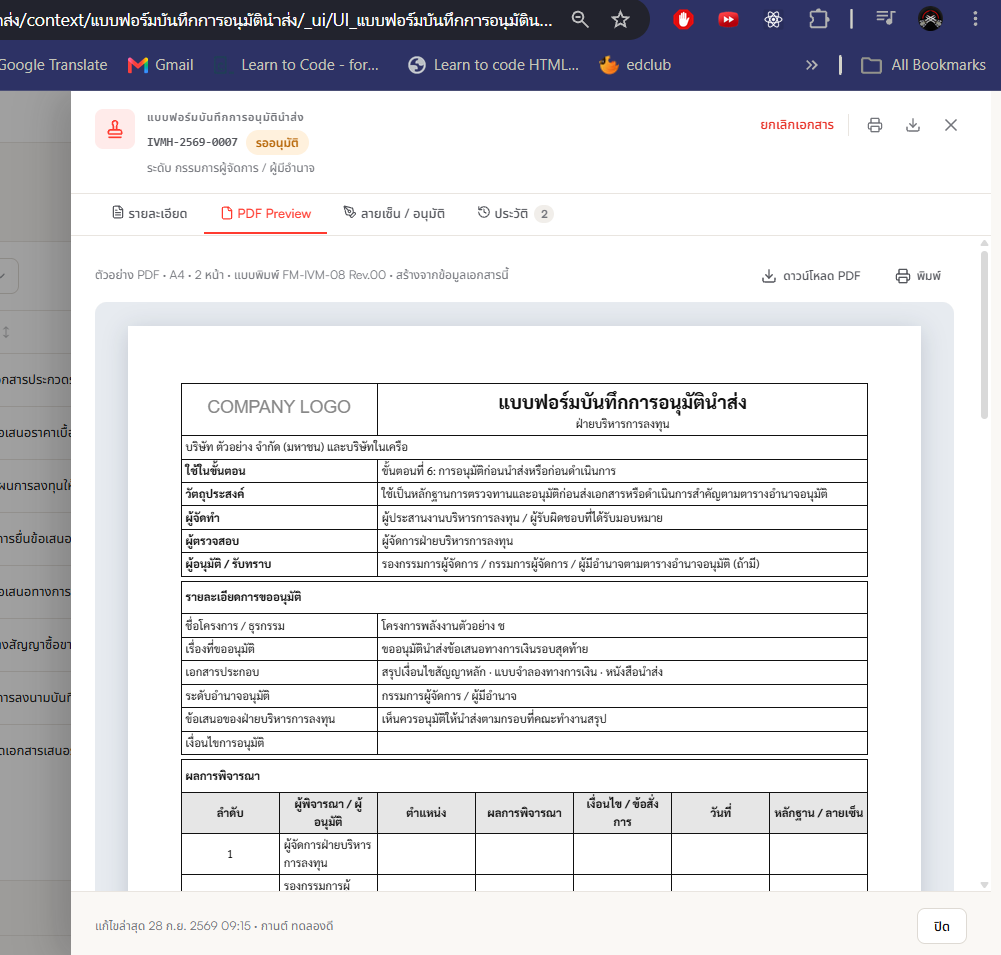 นำส่ง/context/แบบฟอร์มบันทึกการอนุมัตินำส่ง/_ui/UI_แบบฟอร์มบันทึกการอนุมัติน...
Google Translate
Gmail
Learn to Code - for...
Learn to code HTML...
edclub
»
All Bookmarks
แบบฟอร์มบันทึกการอนุมัตินำส่ง
IVMH-2569-0007
รออนุมัติ
ระดับ กรรมการผู้จัดการ / ผู้มีอำนาจ
ยกเลิกเอกสาร
รายละเอียด
PDF Preview
ลายเซ็น / อนุมัติ
ประวัติ 2
ตัวอย่าง PDF • A4 • 2 หน้า • แบบพิมพ์ FM-IVM-08 Rev.00 • สร้างจากข้อมูลเอกสารนี้
ดาวน์โหลด PDF
พิมพ์
COMPANY LOGO
แบบฟอร์มบันทึกการอนุมัตินำส่ง
ฝ่ายบริหารการลงทุน
บริษัท ตัวอย่าง จำกัด (มหาชน) และบริษัทในเครือ
ใช้ในขั้นตอน ขั้นตอนที่ 6: การอนุมัติก่อนนำส่งหรือก่อนดำเนินการ
วัตถุประสงค์ ใช้เป็นหลักฐานการตรวจทานและอนุมัติก่อนส่งเอกสารหรือดำเนินการสำคัญตามตารางอำนาจอนุมัติ
ผู้จัดทำ ผู้ประสานงานบริหารการลงทุน / ผู้รับผิดชอบที่ได้รับมอบหมาย
ผู้ตรวจสอบ ผู้จัดการฝ่ายบริหารการลงทุน
ผู้อนุมัติ / รับทราบ รองกรรมการผู้จัดการ / กรรมการผู้จัดการ / ผู้มีอำนาจตามตารางอำนาจอนุมัติ (ถ้ามี)
รายละเอียดการขออนุมัติ
ชื่อโครงการ / ธุรกรรม โครงการพลังงานตัวอย่าง ช
เรื่องที่ขออนุมัติ ขออนุมัตินำส่งข้อเสนอทางการเงินรอบสุดท้าย
เอกสารประกอบ สรุปเงื่อนไขสัญญาหลัก · แบบจำลองทางการเงิน · หนังสือนำส่ง
ระดับอำนาจอนุมัติ กรรมการผู้จัดการ / ผู้มีอำนาจ
ข้อเสนอของฝ่ายบริหารการลงทุน เห็นควรอนุมัติให้นำส่งตามกรอบที่คณะทำงานสรุป
เงื่อนไขการอนุมัติ
ผลการพิจารณา
ลำดับ
ผู้พิจารณา / ผู้
อนุมัติ
ตำแหน่ง
ผลการพิจารณา
เงื่อนไข / ข้อสั่ง
การ
วันที่
หลักฐาน / ลายเซ็น
1
ผู้จัดการฝ่ายบริหาร
การลงทุน
รองกรรมการผู้
แก้ไขล่าสุด 28 ก.ย. 2569 09:15 • กานต์ ทดลองดี
ปิด